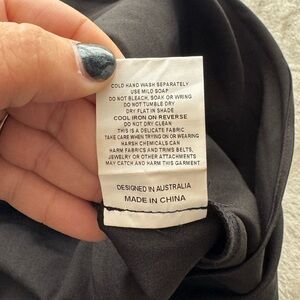 COLD HAND WASH SEPARATELY
USE MILD SOAP
DO NOT BLEACH, SOAK OR WRING
DO NOT TUMBLE DRY
DRY FLAT IN SHADE
COOL IRON ON REVERSE
DO NOT DRY CLEAN
THIS IS A DELICATE FABRIC
TAKE CARE WHEN TRYING ON OR WEARING
HARSH CHEMICALS CAN
HARM FABRICS AND TRIMS BELTS,
JEWELRY OR OTHER ATTACHMENTS
MAY CATCH AND HARM THIS GARMENT
DESIGNED IN AUSTRALIA
MADE IN CHINA